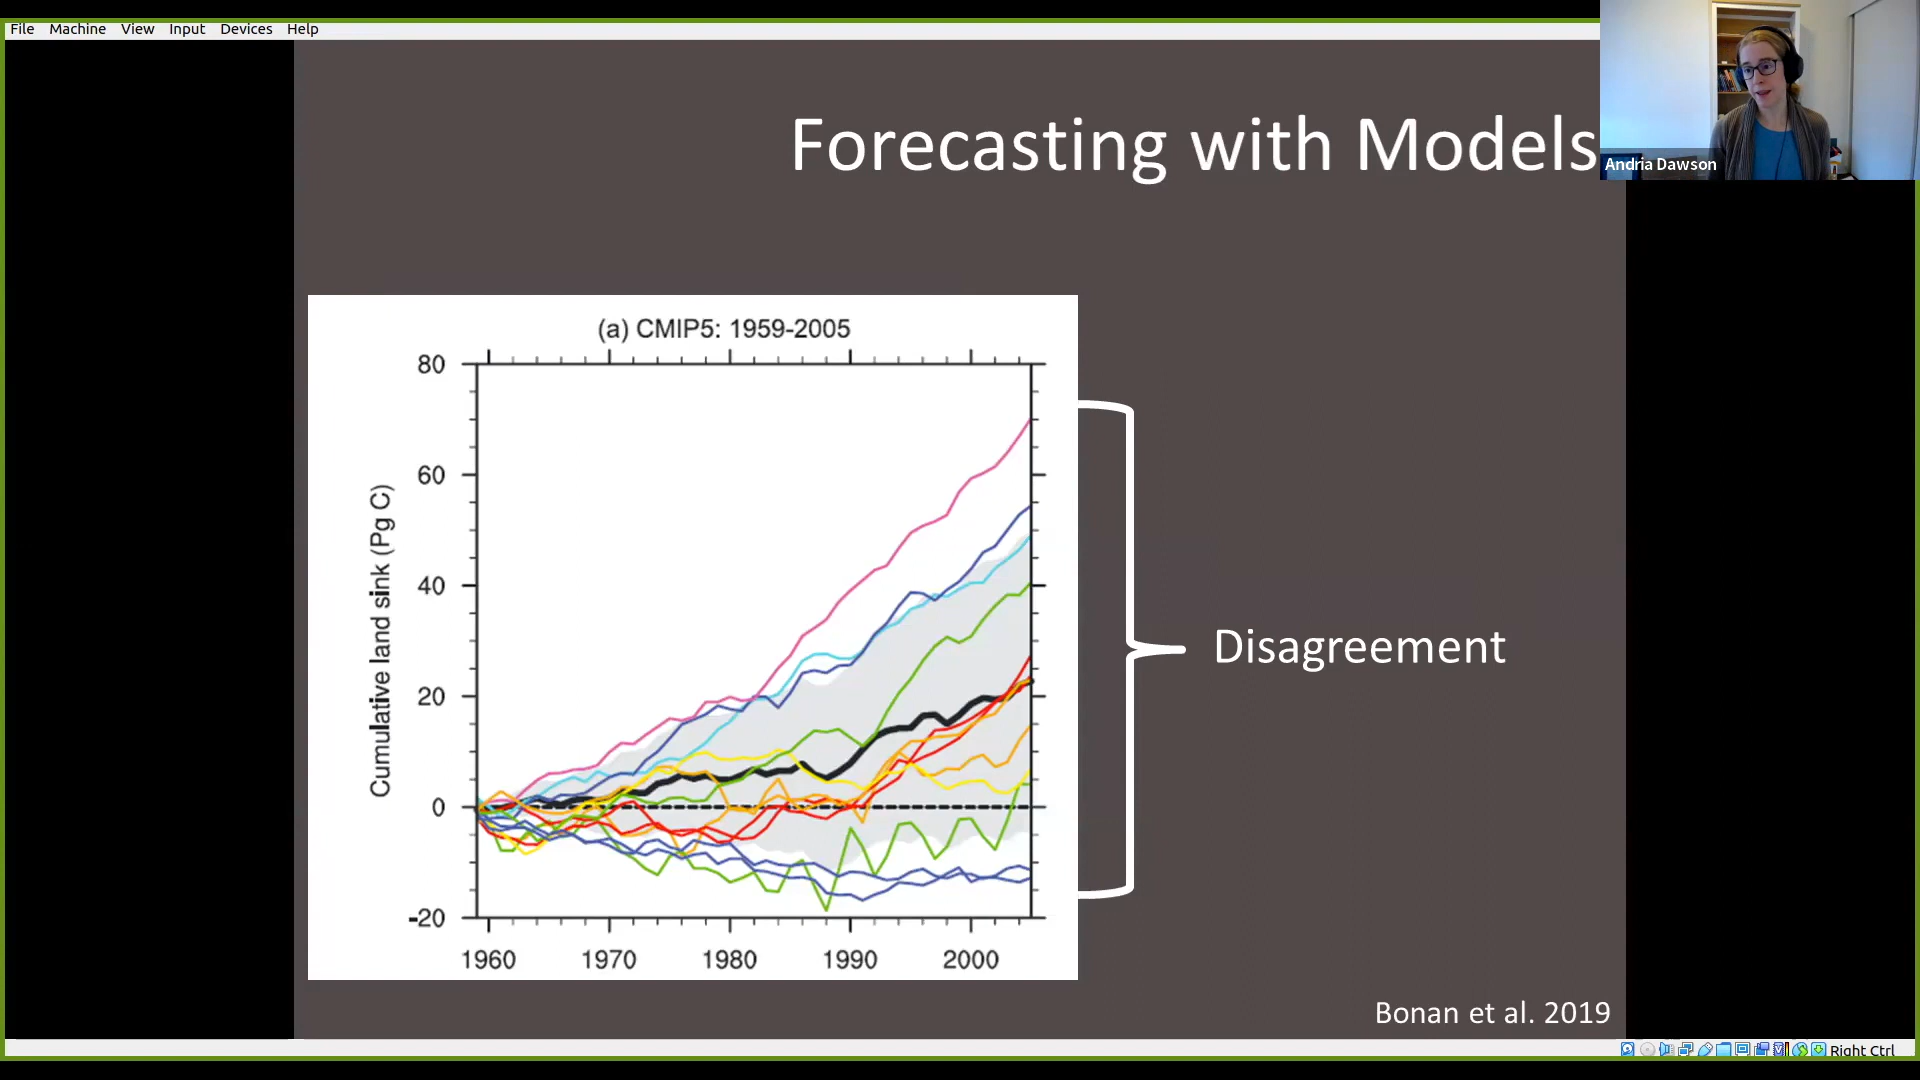 File Machine View Input Devices Help
Forecasting with Models
Andria Dawson
(a) CMIP5: 1959-2005
80
60
40
20
0
-20
Cumulative land sink (Pg C)
1960 1970 1980 1990 2000
Disagreement
Bonan et al. 2019
Right Ctrl